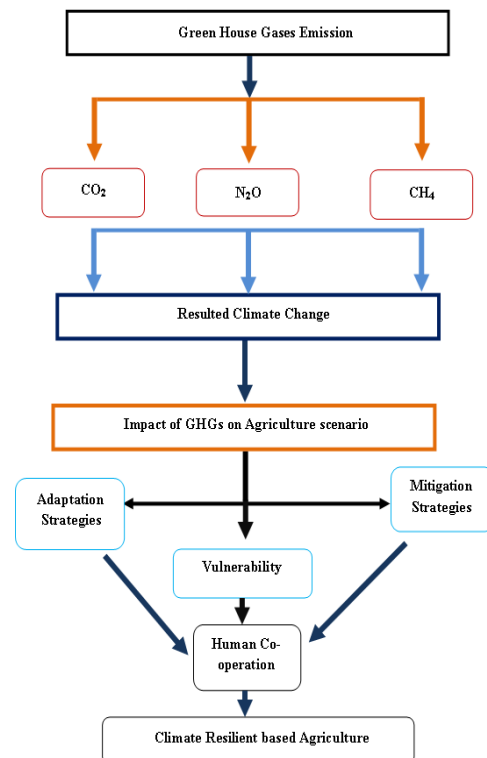 Green House Gases Emission
CO₂
N₂O
CH₄
Resulted Climate Change
Impact of GHGs on Agriculture scenario
Adaptation
Strategies
Mitigation
Strategies
Vulnerability
Human Co-
operation
Climate Resilient based Agriculture